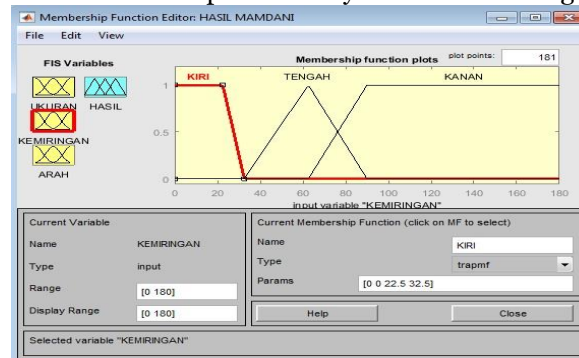 Membership Function Editor: HASIL MAMDANI
File Edit View
FIS Variables
UKURAN HASIL
KEMIRINGAN
ARAH
Membership function plots plot points: 181
KIRI TENGAH KANAN
1
0.5
0
0 20 40 60 80 100 120 140 160 180
input variable "KEMIRINGAN"
Current Variable
Name KEMIRINGAN
Type input
Range [0 180]
Display Range [0 180]
Current Membership Function (click on MF to select)
Name KIRI
Type trapmf
Params [0 0 22.5 32.5]
Help Close
Selected variable "KEMIRINGAN"